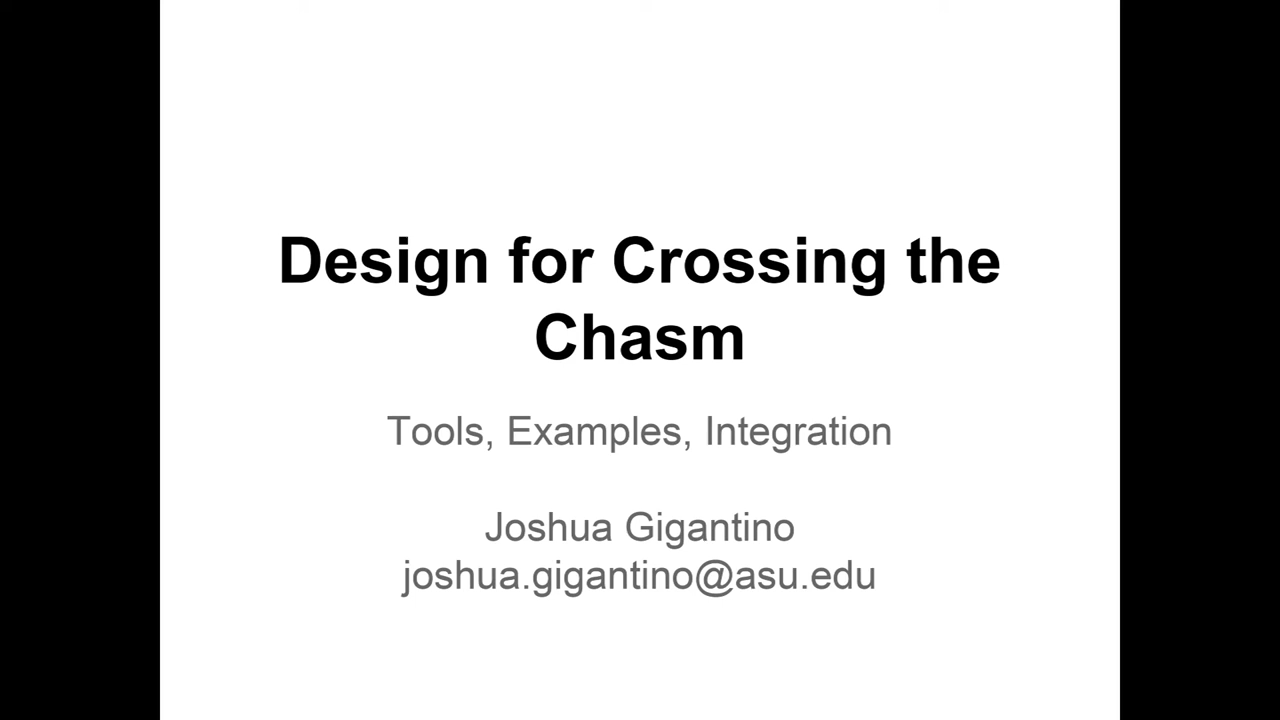 Design for Crossing the
Chasm
Tools, Examples, Integration
Joshua Gigantino
joshua.gigantino@asu.edu